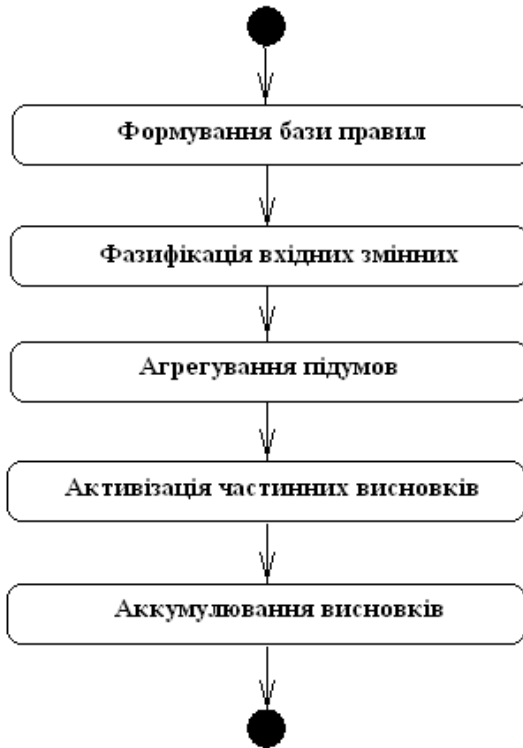 Формування бази правил
Фазифікація вхідних змінних
Агрегування підумов
Активізація частинних висновків
Аккумулювання висновків